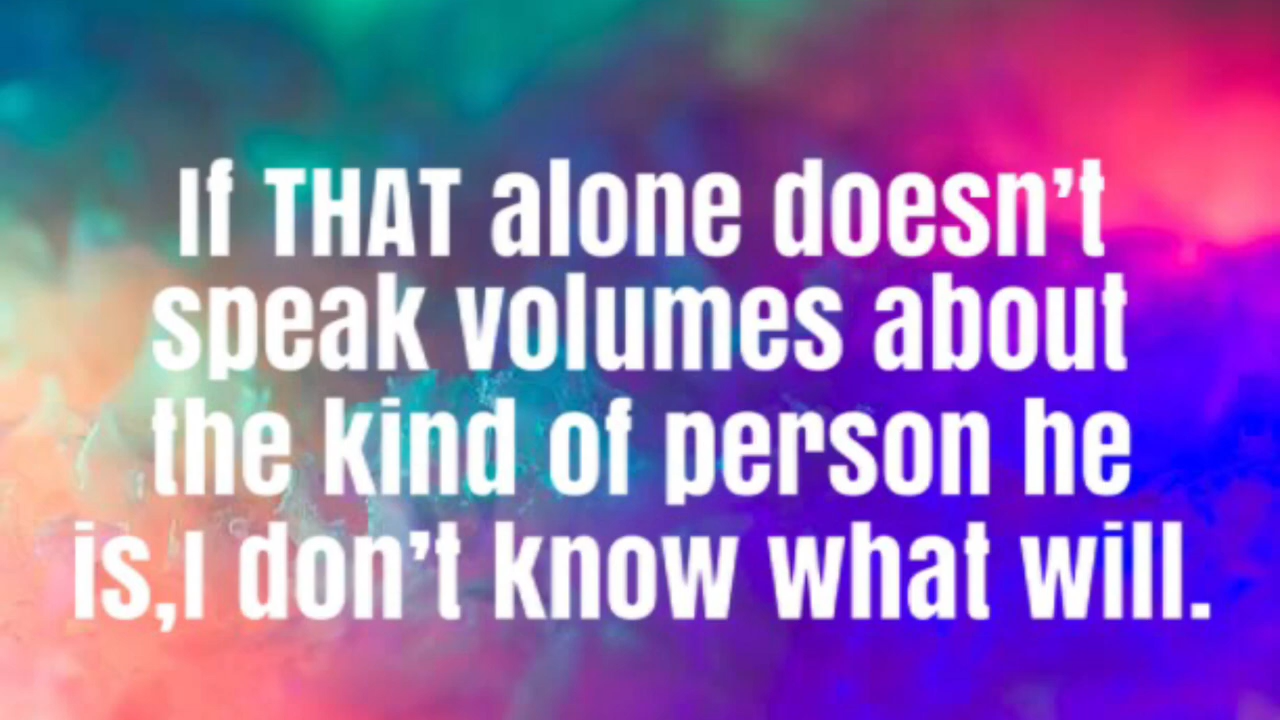 If THAT alone doesn’t
speak volumes about
the kind of person he
is,I don’t know what will.